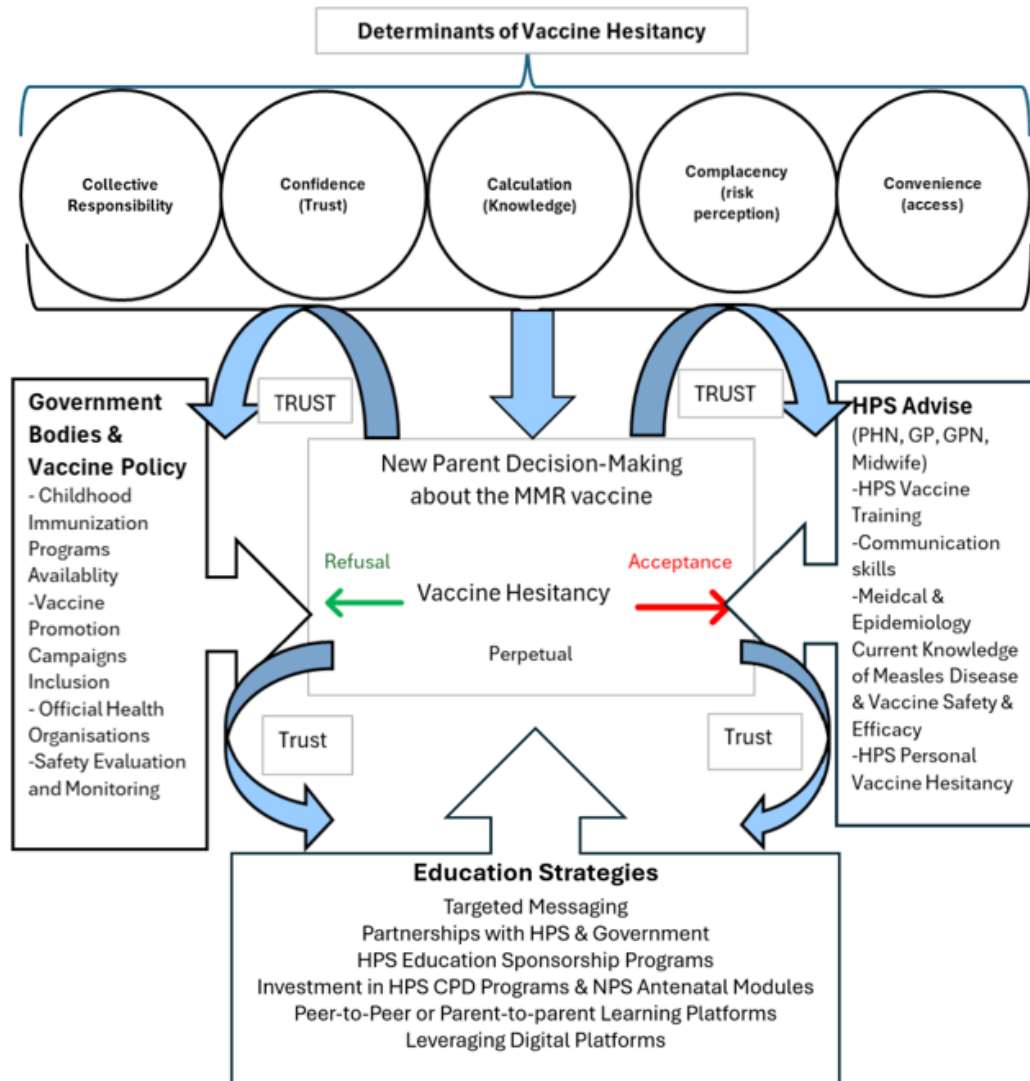 Determinants of Vaccine Hesitancy
Collective
Responsibility
Confidence
(Trust)
Calculation
(Knowledge)
Complacency
(risk
perception)
Convenience
(access)
TRUST
TRUST
Government
Bodies &
Vaccine Policy
- Childhood
Immunization
Programs
Availablity
-Vaccine
Promotion
Campaigns
Inclusion
- Official Health
Organisations
-Safety Evaluation
and Monitoring
New Parent Decision-Making
about the MMR vaccine
Refusal
Acceptance
Vaccine Hesitancy
Perpetual
HPS Advise
(PHN, GP, GPN,
Midwife)
-HPS Vaccine
Training
-Communication
skills
-Meidcal &
Epidemiology
Current Knowledge
of Measles Disease
& Vaccine Safety &
Efficacy
-HPS Personal
Vaccine Hesitancy
Trust
Trust
Education Strategies
Targeted Messaging
Partnerships with HPS & Government
HPS Education Sponsorship Programs
Investment in HPS CPD Programs & NPS Antenatal Modules
Peer-to-Peer or Parent-to-parent Learning Platforms
Leveraging Digital Platforms